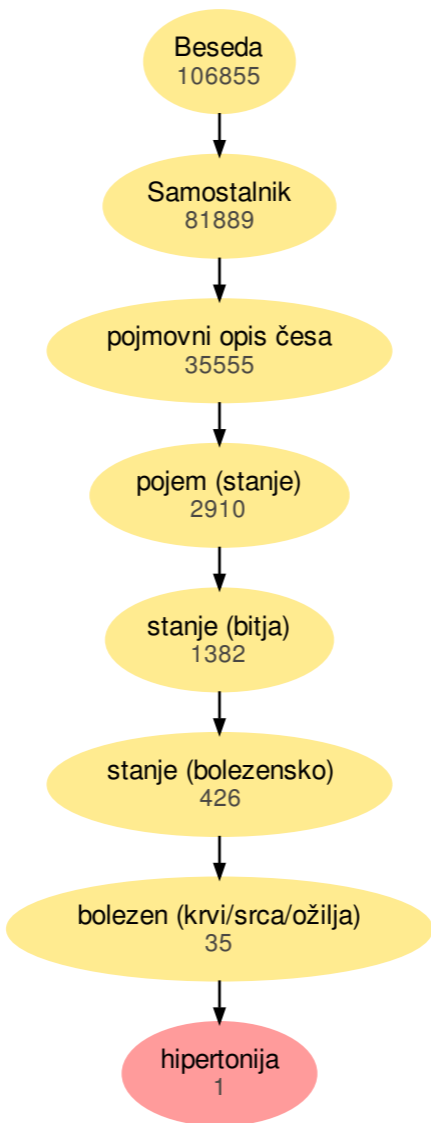 Beseda
106855
Samostalnik
81889
pojmovni opis česa
35555
pojem (stanje)
2910
stanje (bitja)
1382
stanje (bolezensko)
426
bolezen (krvi/srca/ožilja)
35
hipertonija
1